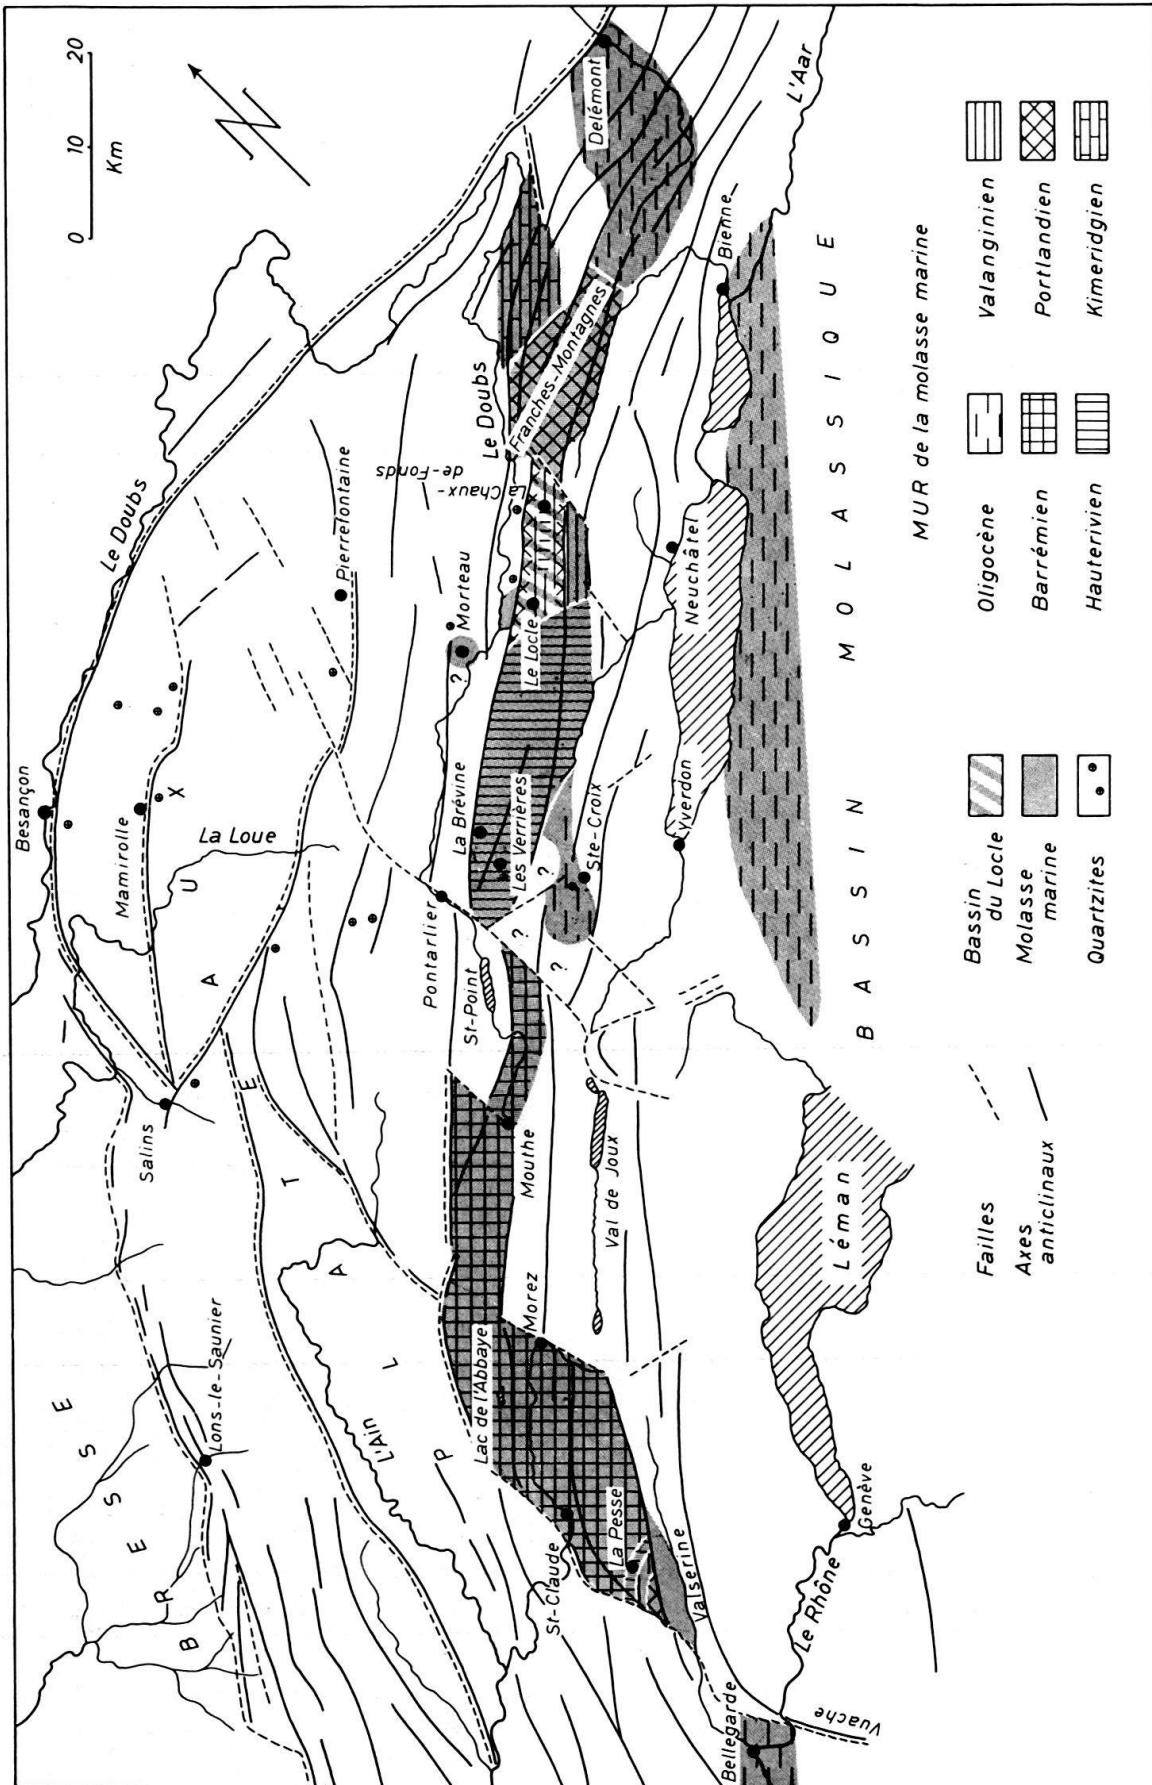 0 10 20
Km
N
Besançon
Le Doubs
Mamirolle
La Loue
Pierrefontaine
Salins
Lons-le-Saunier
BRESSE
PLATEAUX
L'Ain
Pontarlier
St-Point
Morteau
?
La Chaux-
de-Fonds
Le Doubs
Franches-Montagnes
Delémont
L'Aar
Bienne
Le Locle
La Brévine
Les Verrières
?
?
?
Ste-Croix
Neuchâtel
Yverdon
Mouthe
Val de Joux
Lac de l'Abbaye
Morez
St-Claude
La Pesse
Valserine
Bellegarde
Vuache
Le Rhône
Genève
Léman
BASSIN MOLASSIQUE
MUR de la molasse marine
Failles
Axes
anticlinaux
Bassin
du Locle
Molasse
marine
Quartzites
Oligocène
Barrémien
Hauterivien
Valanginien
Portlandien
Kimeridgien